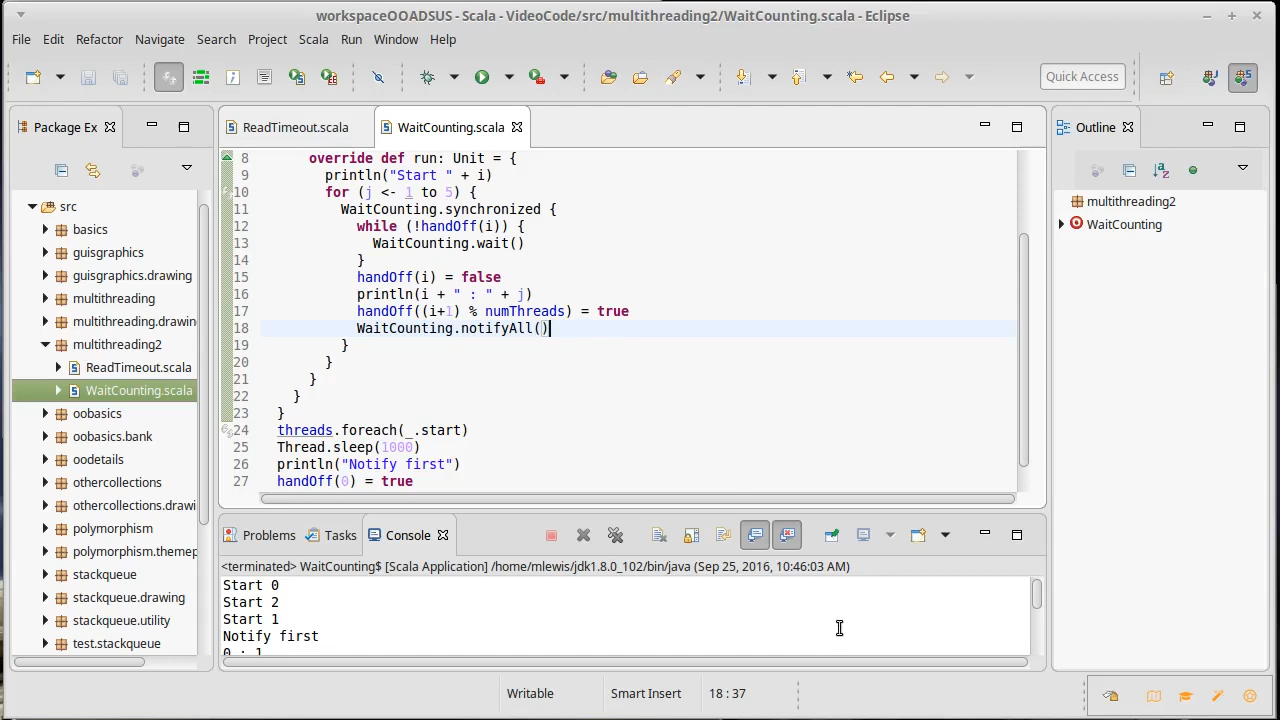 workspaceOOADSUS - Scala - VideoCode/src/multithreading2/WaitCounting.scala - Eclipse
File Edit Refactor Navigate Search Project Scala Run Window Help
Quick Access
Package Ex
src
basics
guisgraphics
guisgraphics.drawing
multithreading
multithreading.drawin
multithreading2
ReadTimeout.scala
WaitCounting.scala
oobasics
oobasics.bank
oodetails
othercollections
othercollections.drawi
polymorphism
polymorphism.themep
stackqueue
stackqueue.drawing
stackqueue.utility
test.stackqueue
ReadTimeout.scala WaitCounting.scala
8 override def run: Unit = {
9 println("Start " + i)
10 for (j <- 1 to 5) {
11 WaitCounting.synchronized {
12 while (!handOff(i)) {
13 WaitCounting.wait()
14 }
15 handOff(i) = false
16 println(i + " : " + j)
17 handOff((i+1) % numThreads) = true
18 WaitCounting.notifyAll()
19 }
20 }
21 }
22 }
23 }
24 threads.foreach(_.start)
25 Thread.sleep(1000)
26 println("Notify first")
27 handOff(0) = true
Problems Tasks Console
<terminated> WaitCounting$ [Scala Application] /home/mlewis/jdk1.8.0_102/bin/java (Sep 25, 2016, 10:46:03 AM)
Start 0
Start 2
Start 1
Notify first
0 : 1
Outline
multithreading2
WaitCounting
Writable Smart Insert 18 : 37